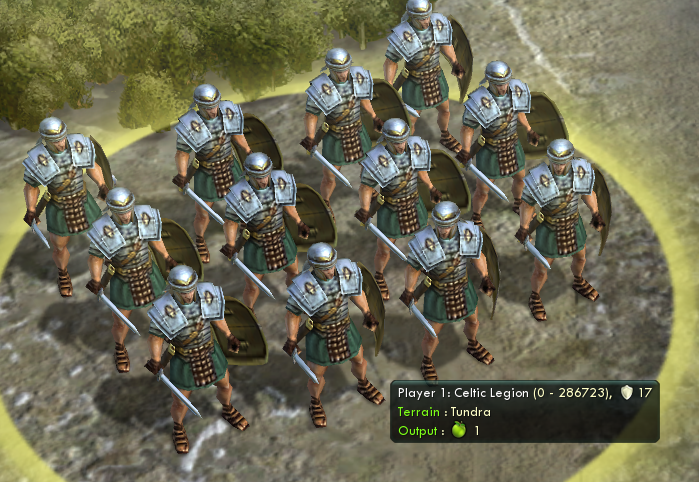 Player 1: Celtic Legion (0 - 286723), 17
Terrain : Tundra
Output : 1